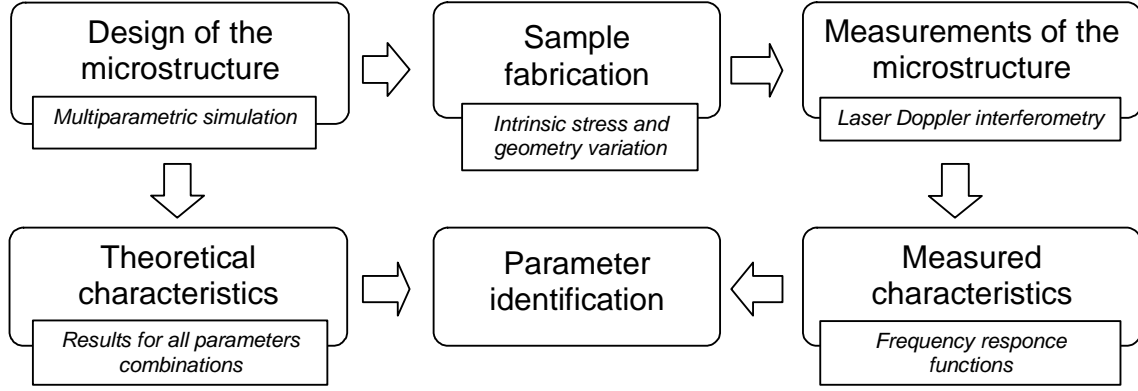 Design of the
microstructure
Multiparametric simulation
Sample
fabrication
Intrinsic stress and
geometry variation
Measurements of the
microstructure
Laser Doppler interferometry
Theoretical
characteristics
Results for all parameters
combinations
Parameter
identification
Measured
characteristics
Frequency responce
functions